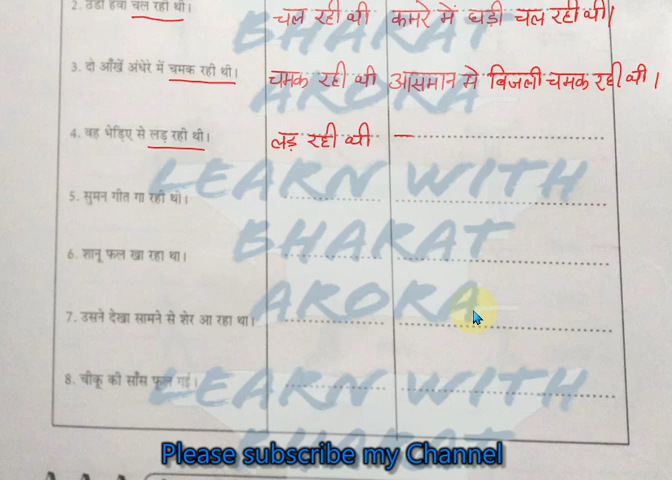 2. ठंडी हवा चल रही थी। चल रही थी कमरे में घड़ी चल रही थी।
3. दो आँखें अंधेरे में चमक रही थी। चमक रही थी आसमान में बिजली चमक रही थी।
4. वह भेड़िए से लड़ रही थी। लड़ रही थी
5. सुमन गीत गा रही थी।
6. शानू फल खा रहा था।
7. उसने देखा सामने से शेर आ रहा था।
8. चीकू की साँस फूल गई।
BHARAT
ARORA
LEARN WITH
BHARAT
ARORA
LEARN WITH
BHARAT
Please subscribe my Channel